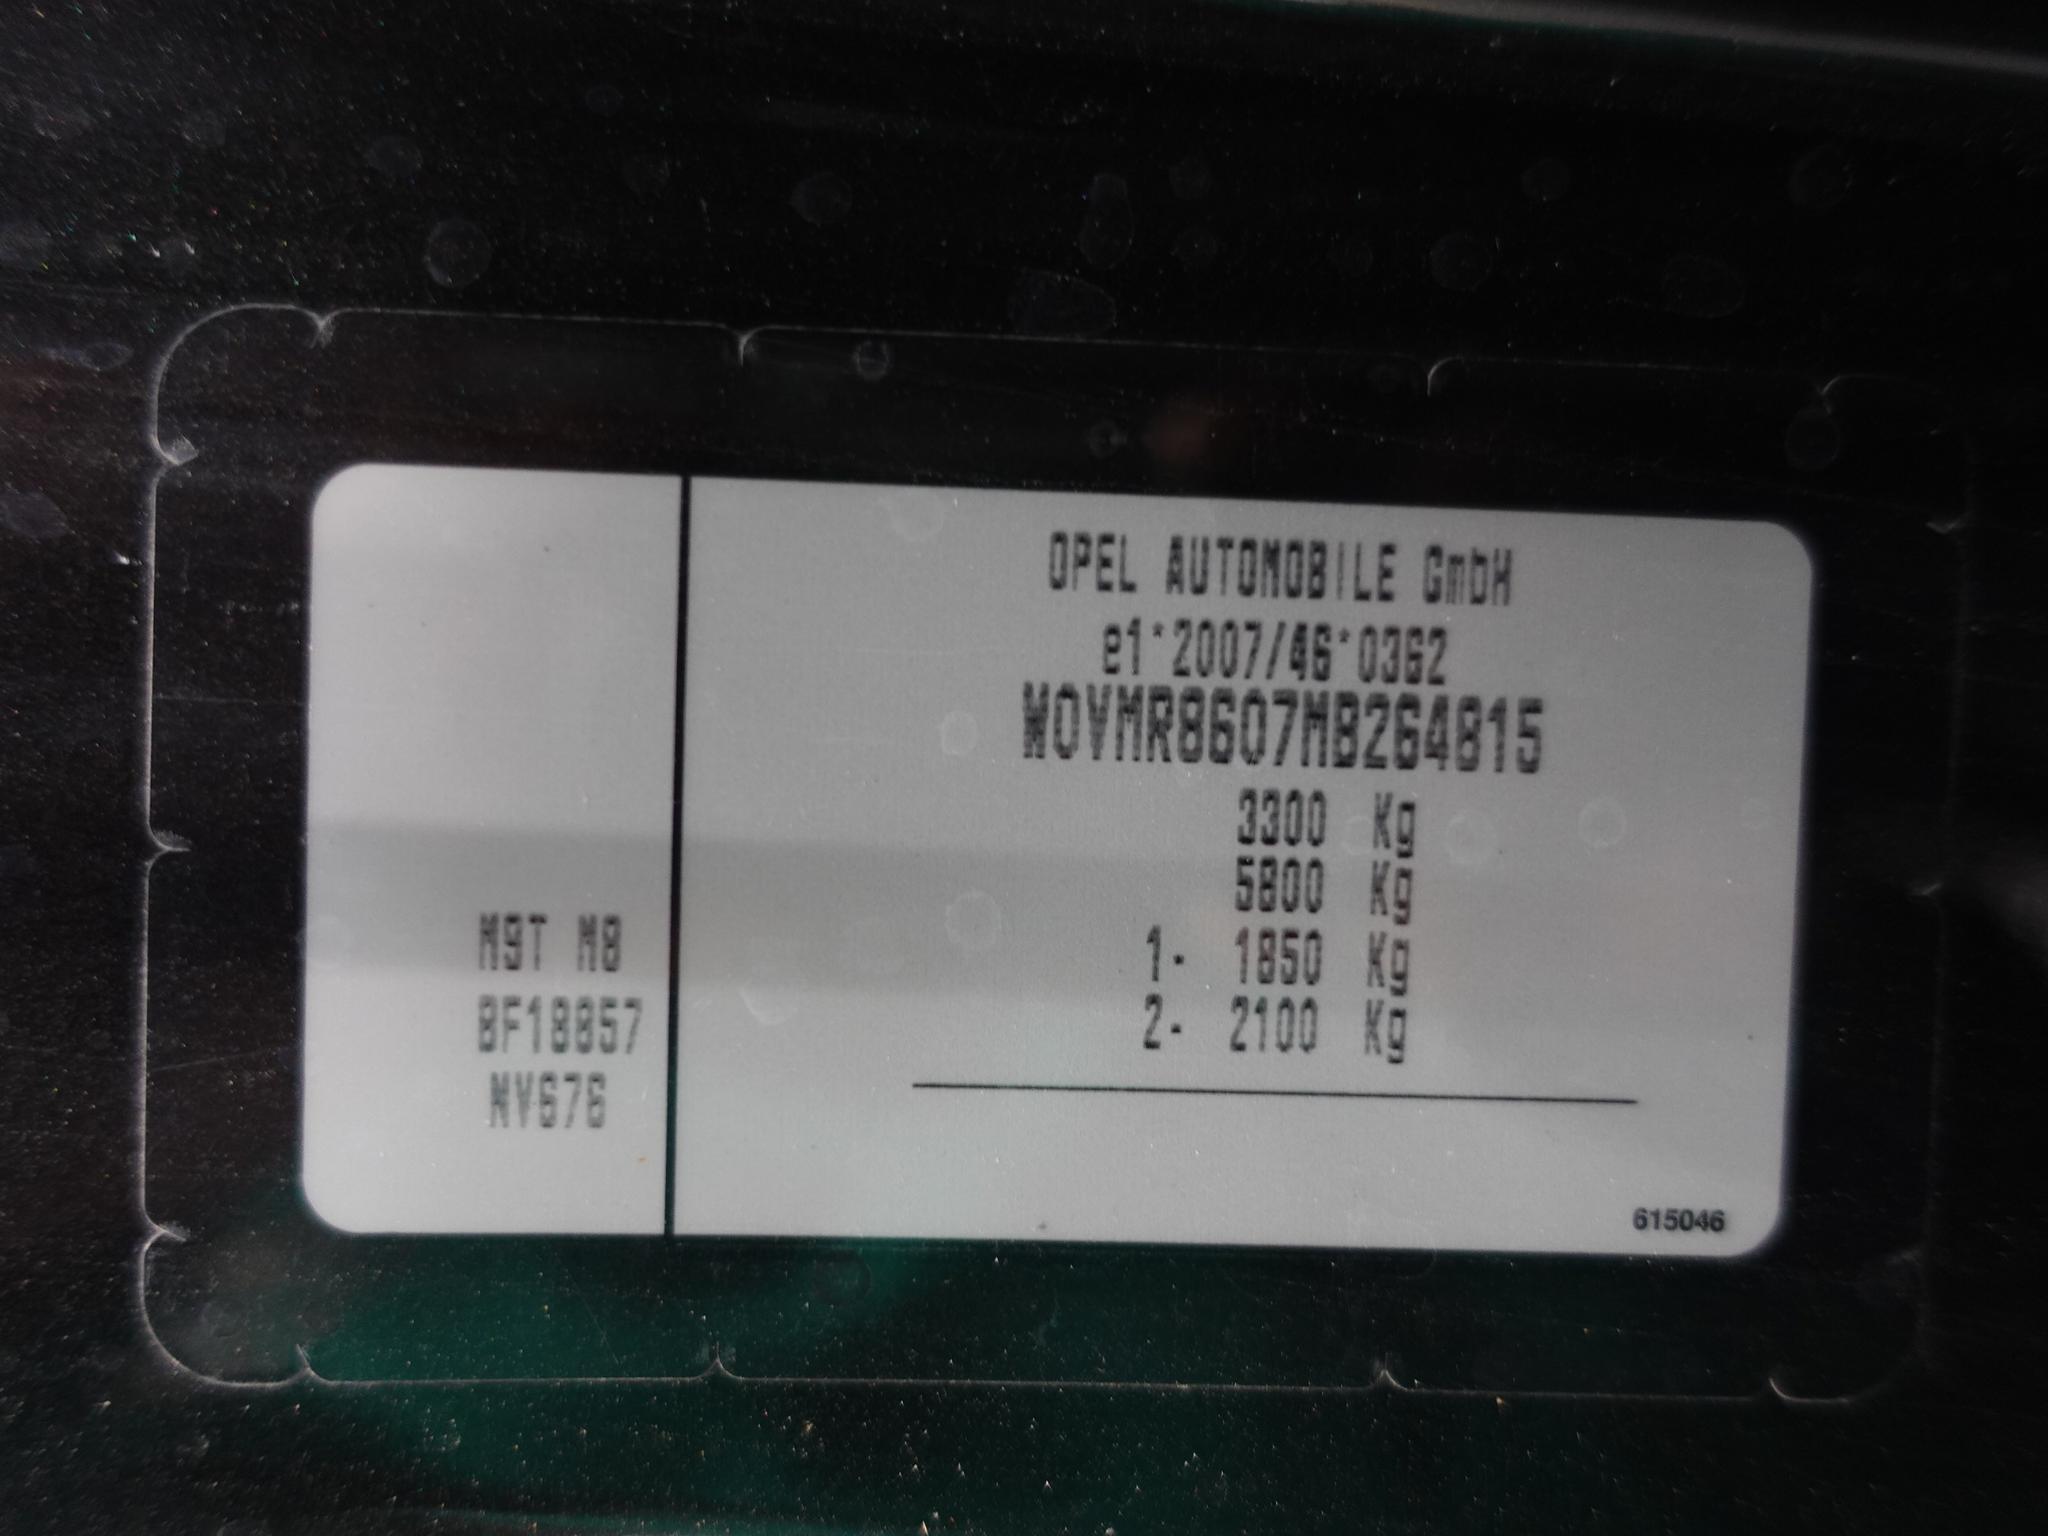 OPEL AUTOMOBILE GmbH
e1*2007/46*0362
W0VMR8607MB264815
3300 Kg
5800 Kg
1- 1850 Kg
2- 2100 Kg
M9T M8
8F18857
NV676
615046